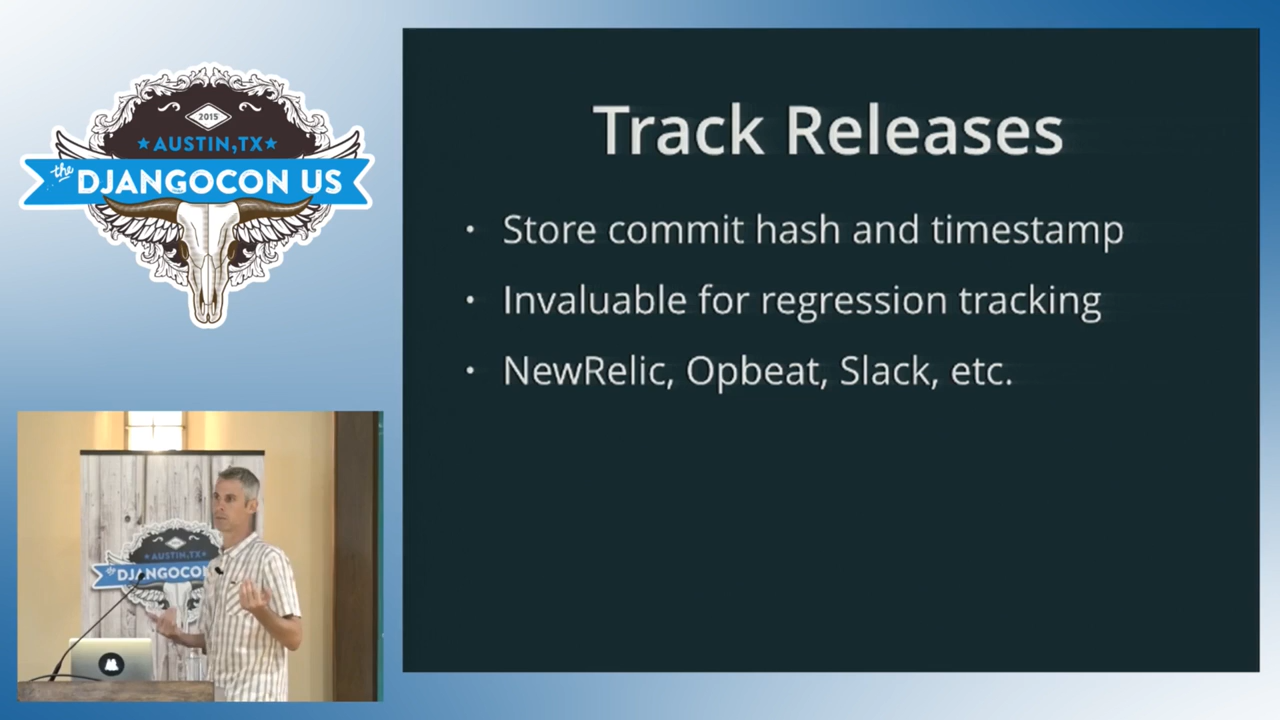 2015
AUSTIN, TX
the
DJANGOCON US
Track Releases
• Store commit hash and timestamp
• Invaluable for regression tracking
• NewRelic, Opbeat, Slack, etc.
AUSTIN, TX
DJANGOCON